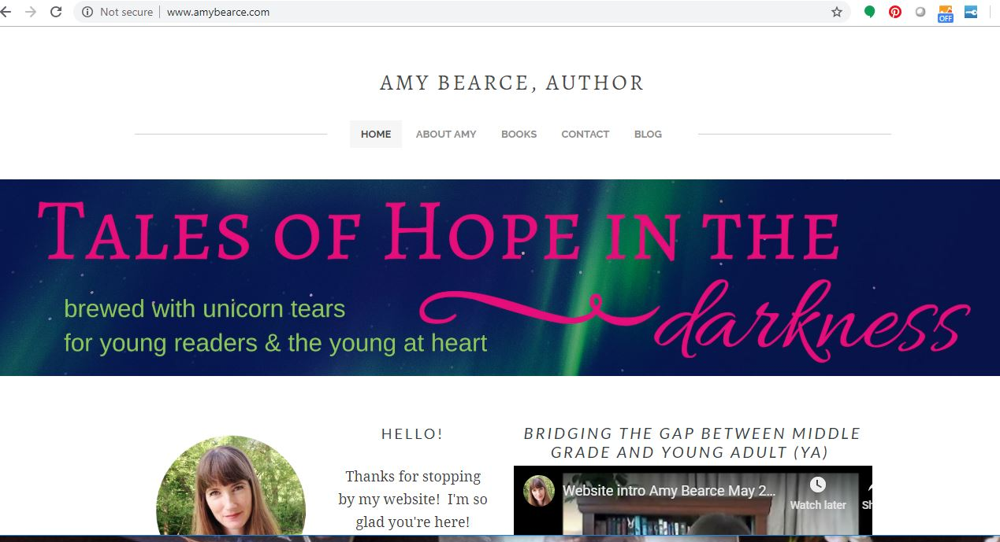 Not secure | www.amybearce.com
OFF
AMY BEARCE, AUTHOR
HOME ABOUT AMY BOOKS CONTACT BLOG
TALES OF HOPE IN THE
darkness
brewed with unicorn tears
for young readers & the young at heart
HELLO!
Thanks for stopping
by my website! I'm so
glad you're here!
BRIDGING THE GAP BETWEEN MIDDLE
GRADE AND YOUNG ADULT (YA)
Website intro Amy Bearce May 2...
Watch later
Sh